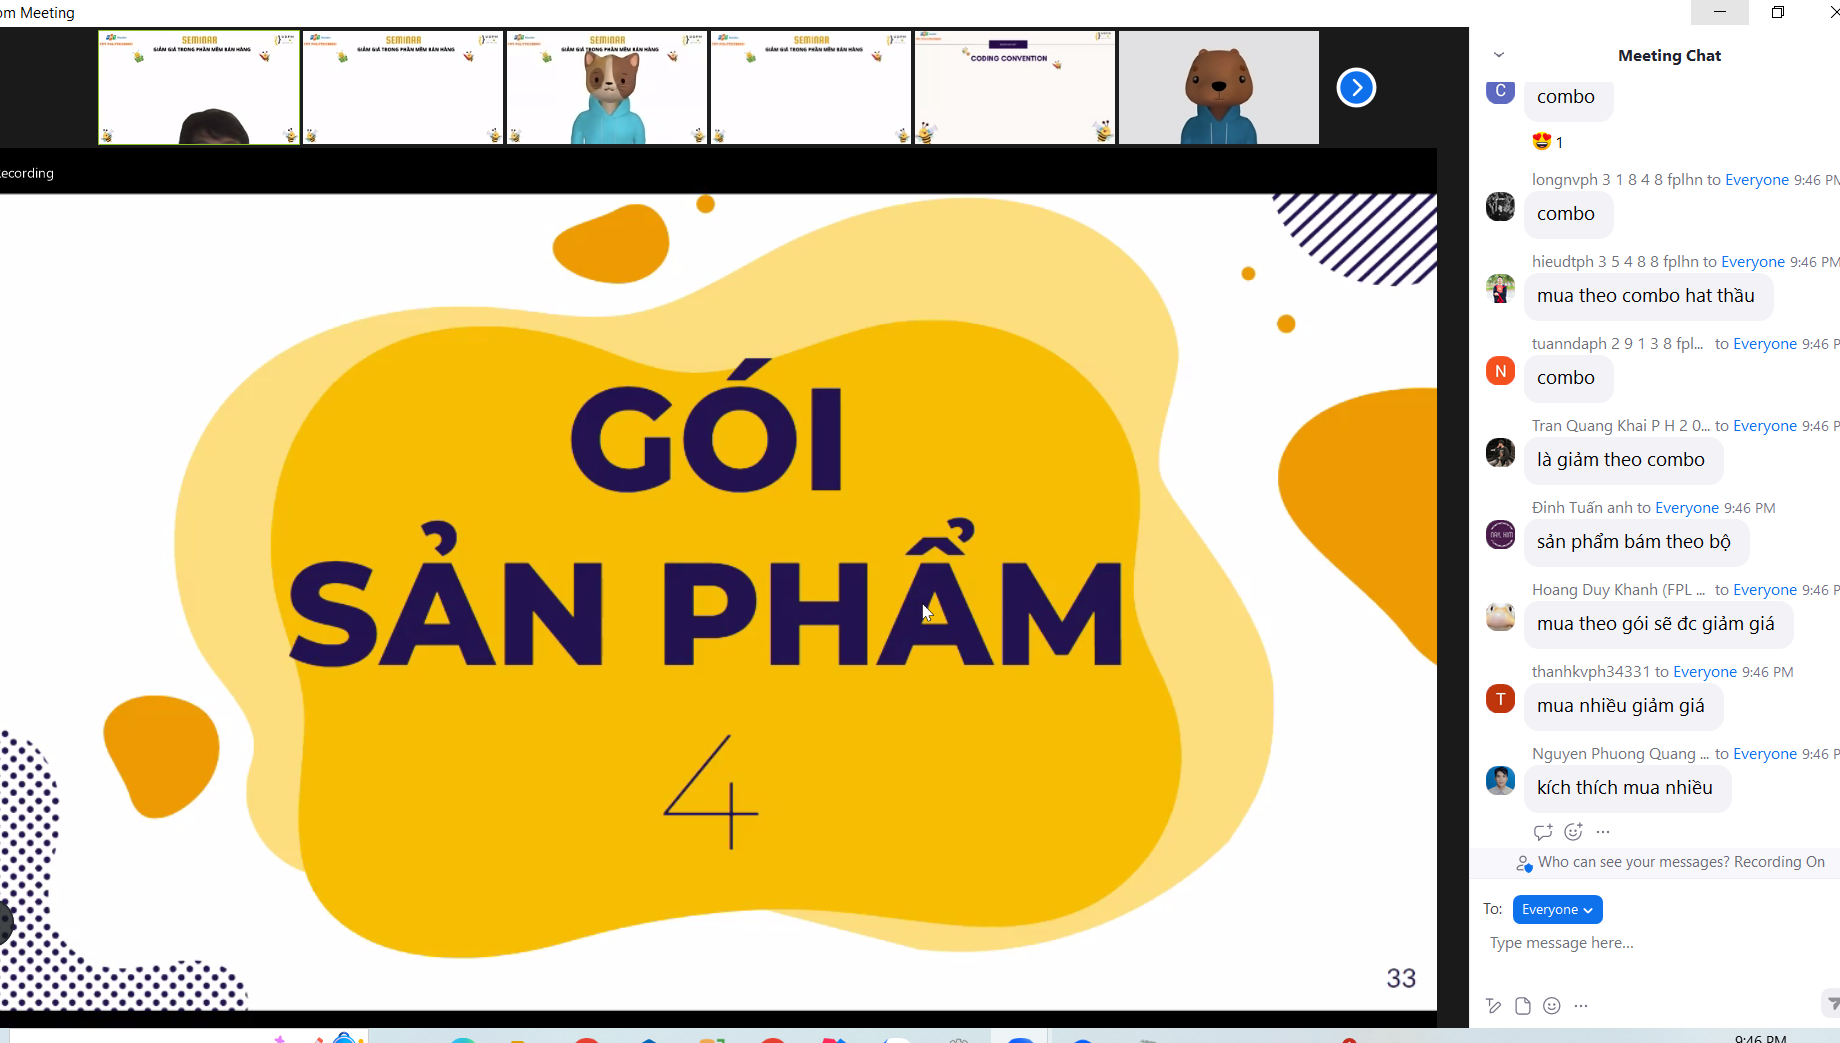 om Meeting
SEMINAR
GIẢM GIÁ TRONG PHẦN MỀM BÁN HÀNG
SEMINAR
GIẢM GIÁ TRONG PHẦN MỀM BÁN HÀNG
SEMINAR
GIẢM GIÁ TRONG PHẦN MỀM BÁN HÀNG
SEMINAR
GIẢM GIÁ TRONG PHẦN MỀM BÁN HÀNG
CODING CONVENTION
ecording
GÓI
SẢN PHẨM
4
33
Meeting Chat
C
combo
1
longnvph 3 1 8 4 8 fplhn to Everyone 9:46 PM
combo
hieudtph 3 5 4 8 8 fplhn to Everyone 9:46 PM
mua theo combo hat thầu
tuanndaph 2 9 1 3 8 fpl... to Everyone 9:46 P
N
combo
Tran Quang Khai P H 2 0... to Everyone 9:46 P
là giảm theo combo
Đinh Tuấn anh to Everyone 9:46 PM
sản phẩm bám theo bộ
Hoang Duy Khanh (FPL ... to Everyone 9:46 P
mua theo gói sẽ đc giảm giá
thanhkvph34331 to Everyone 9:46 PM
T
mua nhiều giảm giá
Nguyen Phuong Quang ... to Everyone 9:46 P
kích thích mua nhiều
Who can see your messages? Recording On
To: Everyone
Type message here...
9:46 PM